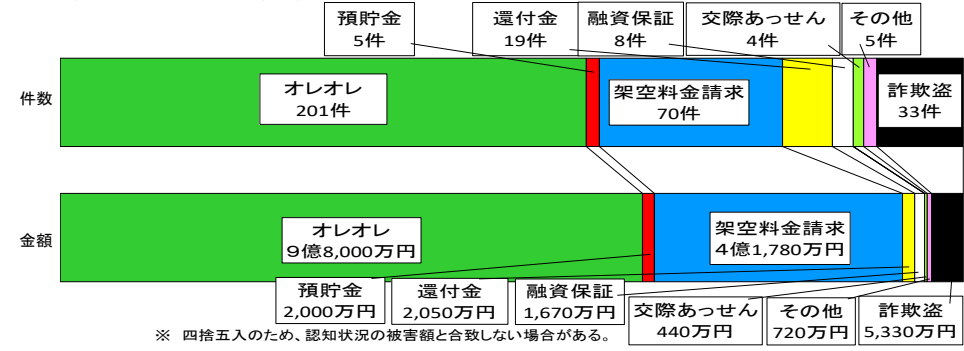 預貯金
5件
還付金
19件
融資保証
8件
交際あっせん
4件
その他
5件
件数
オレオレ
201件
架空料金請求
70件
詐欺盗
33件
金額
オレオレ
9億8,000万円
架空料金請求
4億1,780万円
預貯金
2,000万円
還付金
2,050万円
融資保証
1,670万円
交際あっせん
440万円
その他
720万円
詐欺盗
5,330万円
※ 四捨五入のため、認知状況の被害額と合致しない場合がある。